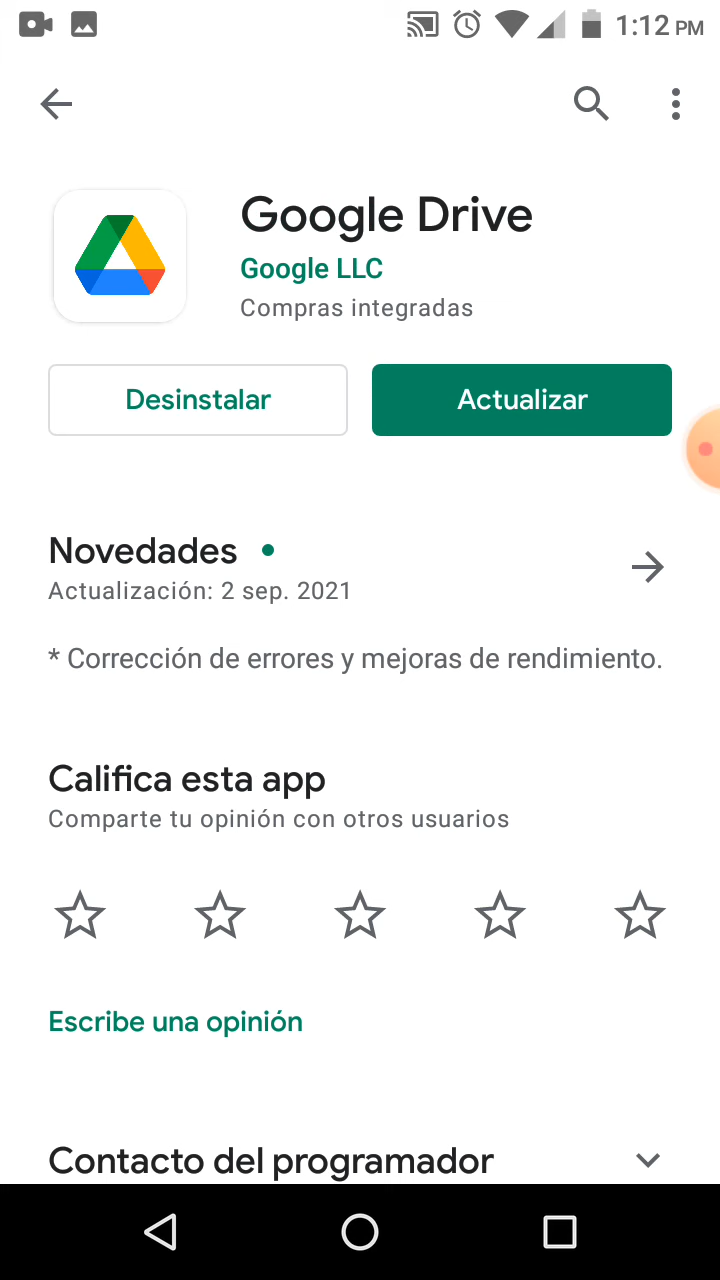 1:12 PM
Google Drive
Google LLC
Compras integradas
Desinstalar
Actualizar
Novedades
Actualización: 2 sep. 2021
* Corrección de errores y mejoras de rendimiento.
Califica esta app
Comparte tu opinión con otros usuarios
Escribe una opinión
Contacto del programador